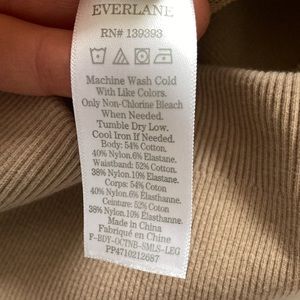 EVERLANE
RN# 139393
Machine Wash Cold
With Like Colors.
Only Non-Chlorine Bleach
When Needed.
Tumble Dry Low.
Cool Iron If Needed.
Body: 54% Cotton.
40% Nylon.6% Elastane.
Waistband: 52% Cotton.
38% Nylon.10% Elastane.
Corps: 54% Coton
40% Nylon.6% Élasthanne.
Ceinture: 52% Coton
38% Nylon.10% Élasthanne.
Made in China
Fabriqué en Chine
F-BDY-OCTNB-SMLS-LEG
PP4710212687